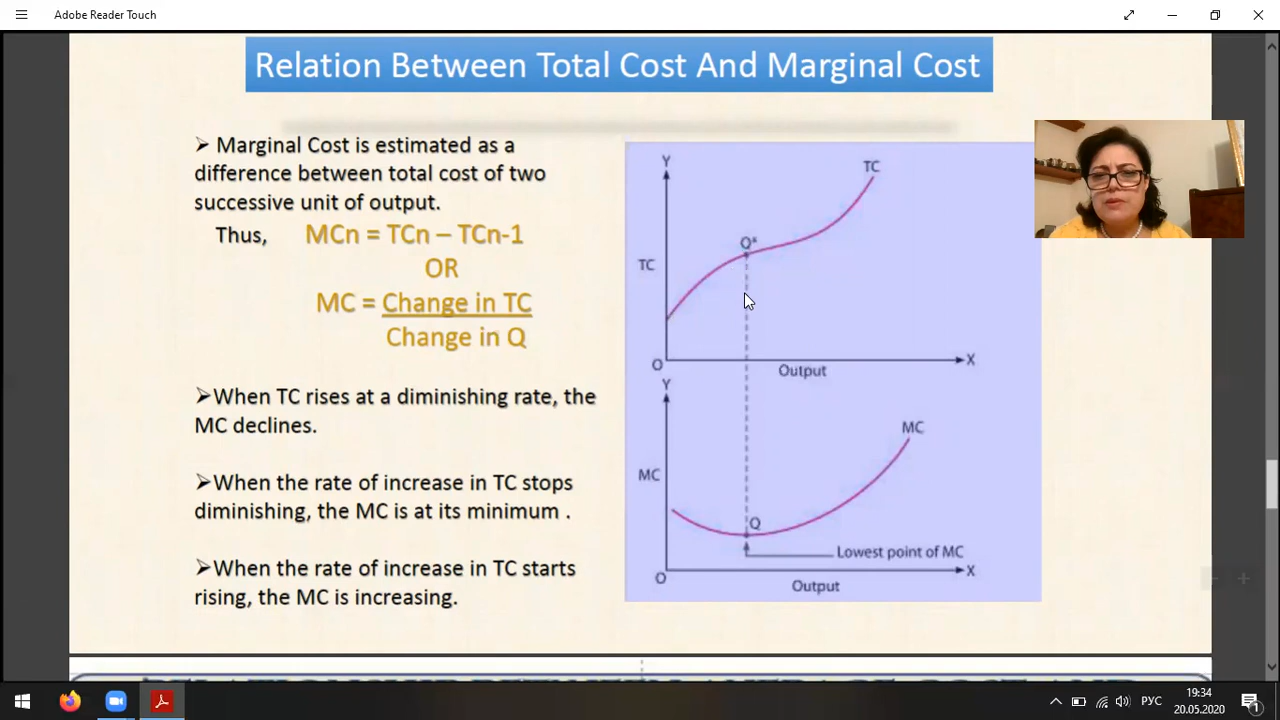 Adobe Reader Touch
Relation Between Total Cost And Marginal Cost
➢ Marginal Cost is estimated as a
difference between total cost of two
successive unit of output.
Thus, MCn = TCn – TCn-1
OR
MC = Change in TC
Change in Q
➢When TC rises at a diminishing rate, the
MC declines.
➢When the rate of increase in TC stops
diminishing, the MC is at its minimum .
➢When the rate of increase in TC starts
rising, the MC is increasing.
Y
TC
Q*
TC
O
X
Output
Y
MC
MC
Q
Lowest point of MC
O
X
Output
РУС
19:34
20.05.2020
1